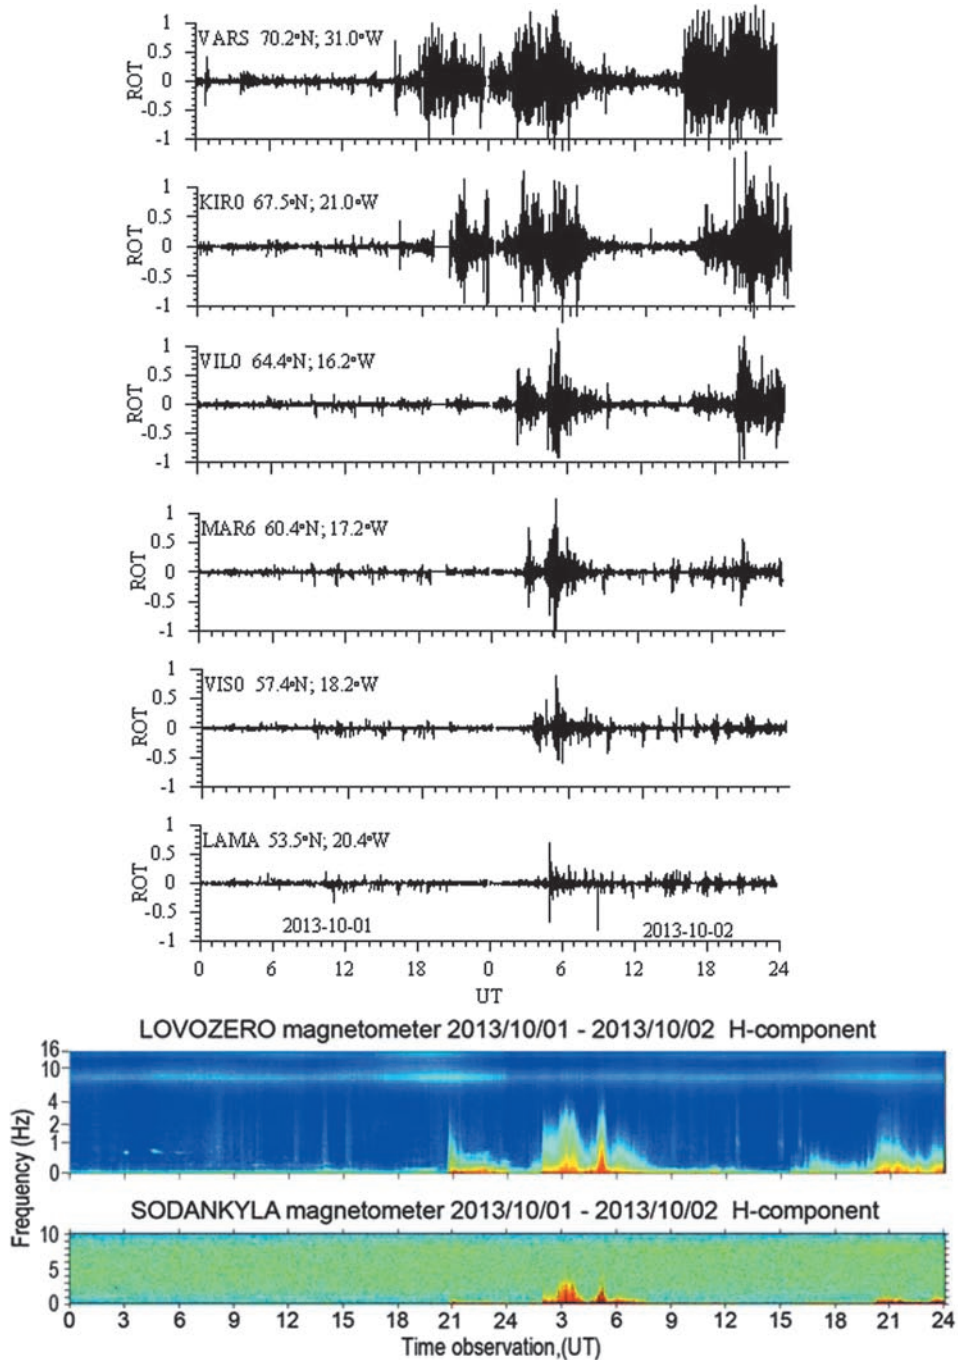 1
VARS 70.2°N; 31.0°W
0.5
ROT
0
-0.5
-1
1
KIR0 67.5°N; 21.0°W
0.5
ROT
0
-0.5
-1
1
VIL0 64.4°N; 16.2°W
0.5
ROT
0
-0.5
-1
1
MAR6 60.4°N; 17.2°W
0.5
ROT
0
-0.5
-1
1
VIS0 57.4°N; 18.2°W
0.5
ROT
0
-0.5
-1
1
LAMA 53.5°N; 20.4°W
0.5
ROT
0
-0.5
2013-10-01 2013-10-02
-1
0 6 12 18 0 6 12 18 24
UT
LOVOZERO magnetometer 2013/10/01 - 2013/10/02 H-component
16
10
4
2
1
0
Frequency (Hz)
SODANKYLA magnetometer 2013/10/01 - 2013/10/02 H-component
10
5
0
0 3 6 9 12 15 18 21 24 3 6 9 12 15 18 21 24
Time observation,(UT)